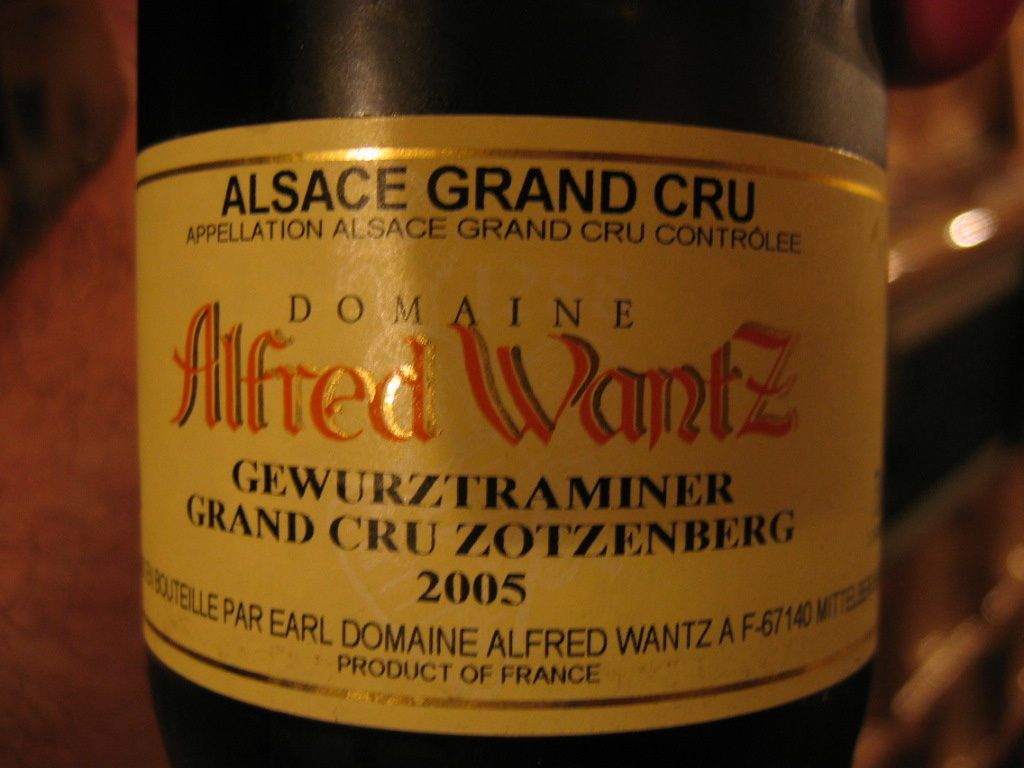 ALSACE GRAND CRU
APPELLATION ALSACE GRAND CRU CONTRÔLEE
DOMAINE
Alfred WantZ
GEWURZTRAMINER
GRAND CRU ZOTZENBERG
2005
BOUTEILLE PAR EARL DOMAINE ALFRED WANTZ A F-67140
PRODUCT OF FRANCE